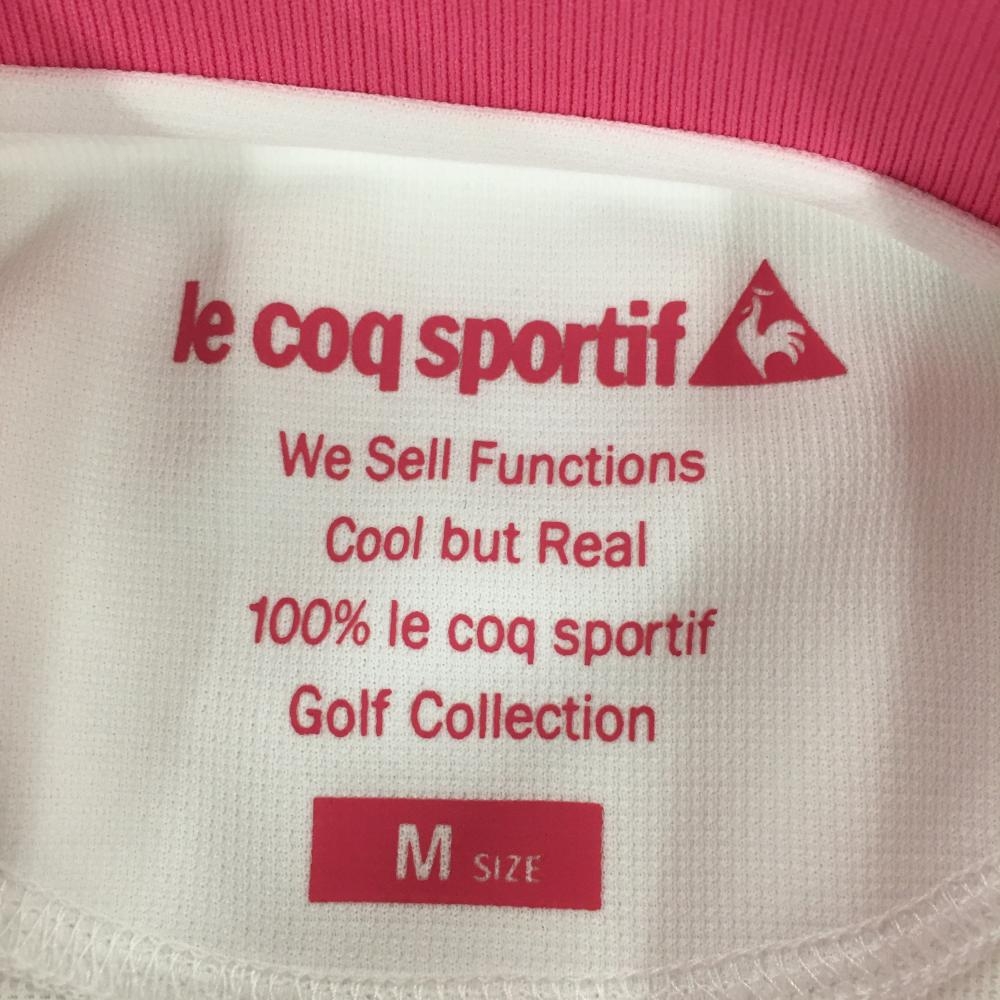 le coq sportif
We Sell Functions
Cool but Real
100% le coq sportif
Golf Collection
M SIZE